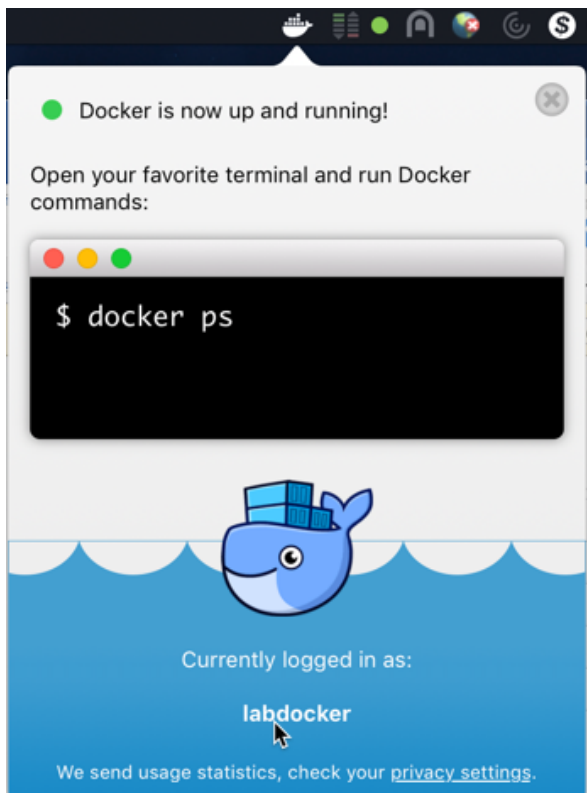 Docker is now up and running!
Open your favorite terminal and run Docker
commands:
$ docker ps
Currently logged in as:
labdocker
We send usage statistics, check your privacy settings.